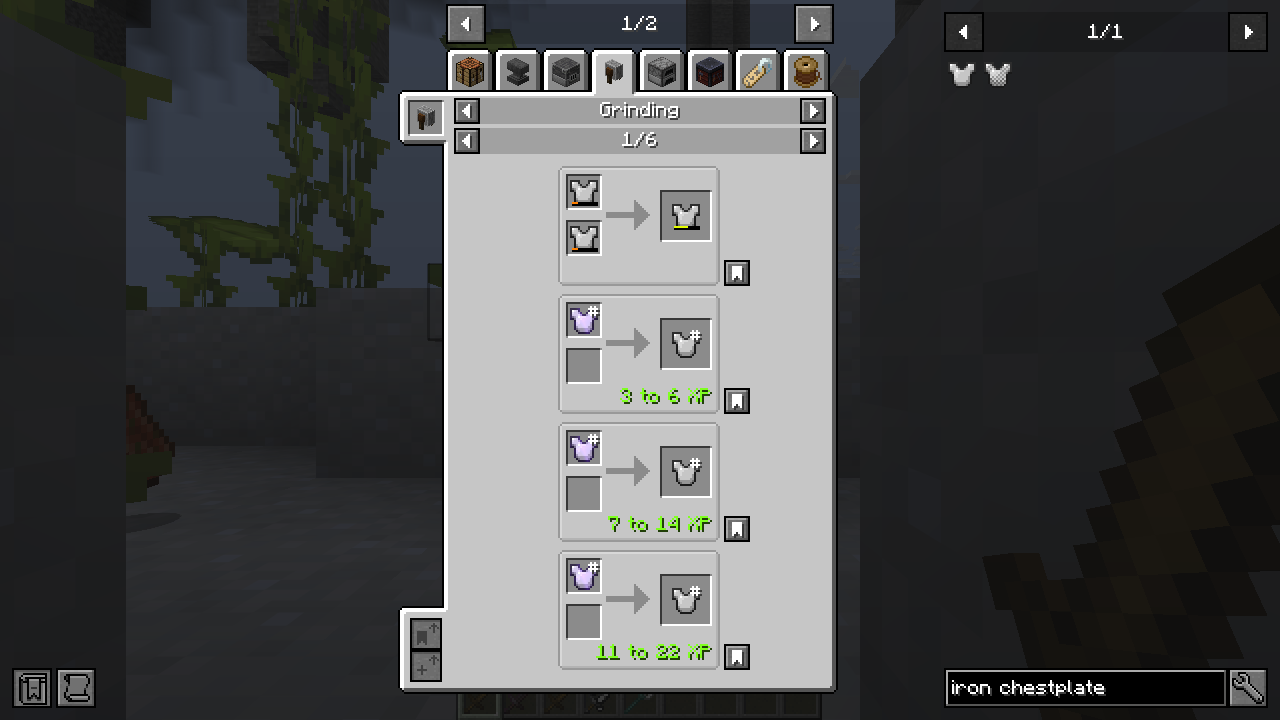 1/2
1/1
Grinding
1/6
3 to 6 XP
7 to 14 XP
11 to 22 XP
iron chestplate